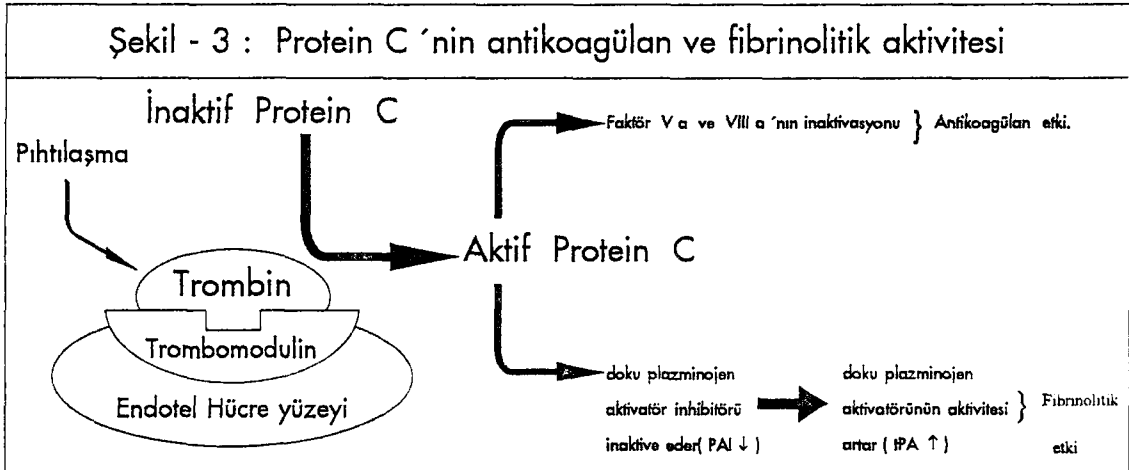 Şekil - 3 : Protein C ´nin antikoagülan ve fibrinolitik aktivitesi
İnaktif Protein C
Pıhtılaşma
Trombin
Trombomodulin
Endotel Hücre yüzeyi
Aktif Protein C
Faktör V a ve VIII a ´nın inaktivasyonu } Antikoagülan etki.
doku plazminojen
aktivatör inhibitörü
inaktive eder( PAI ↓ )
doku plazminojen
aktivatörünün aktivitesi } Fibrinolitik
artar ( tPA ↑ ) etki